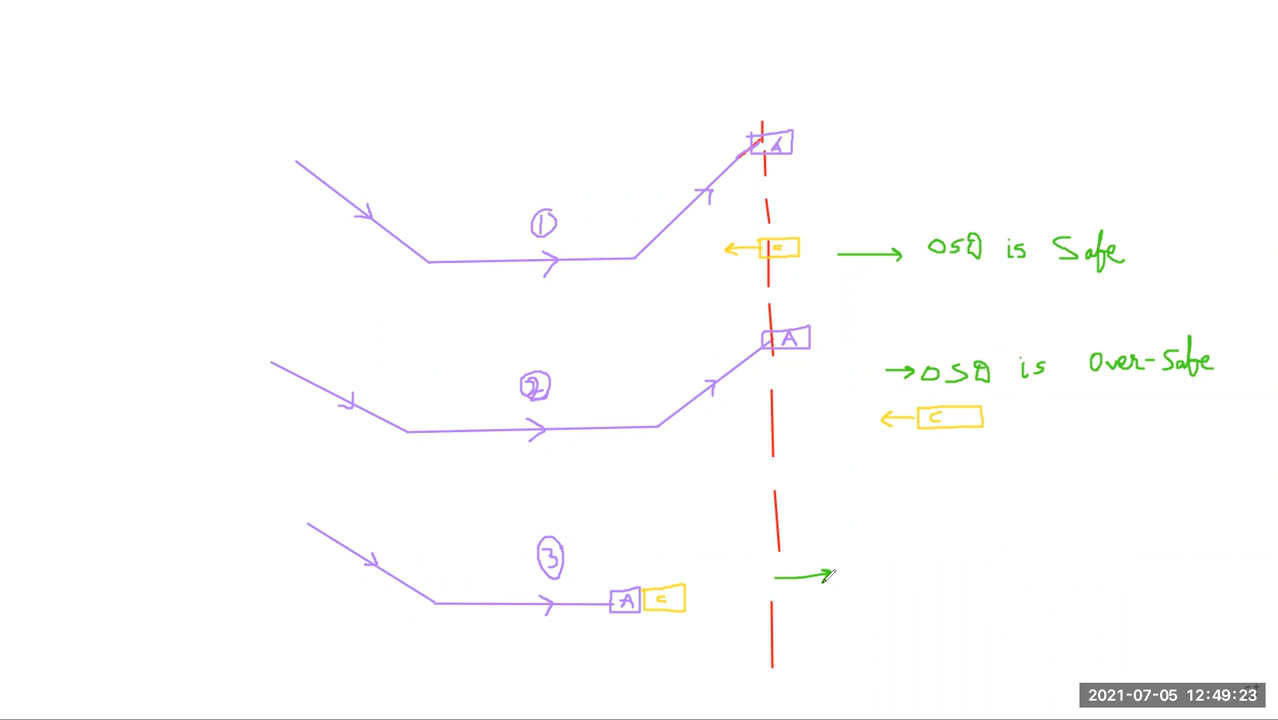 A
①
C
OSD is Safe
A
→ OSD is Over-Safe
②
C
③
A C
2021-07-05 12:49:23